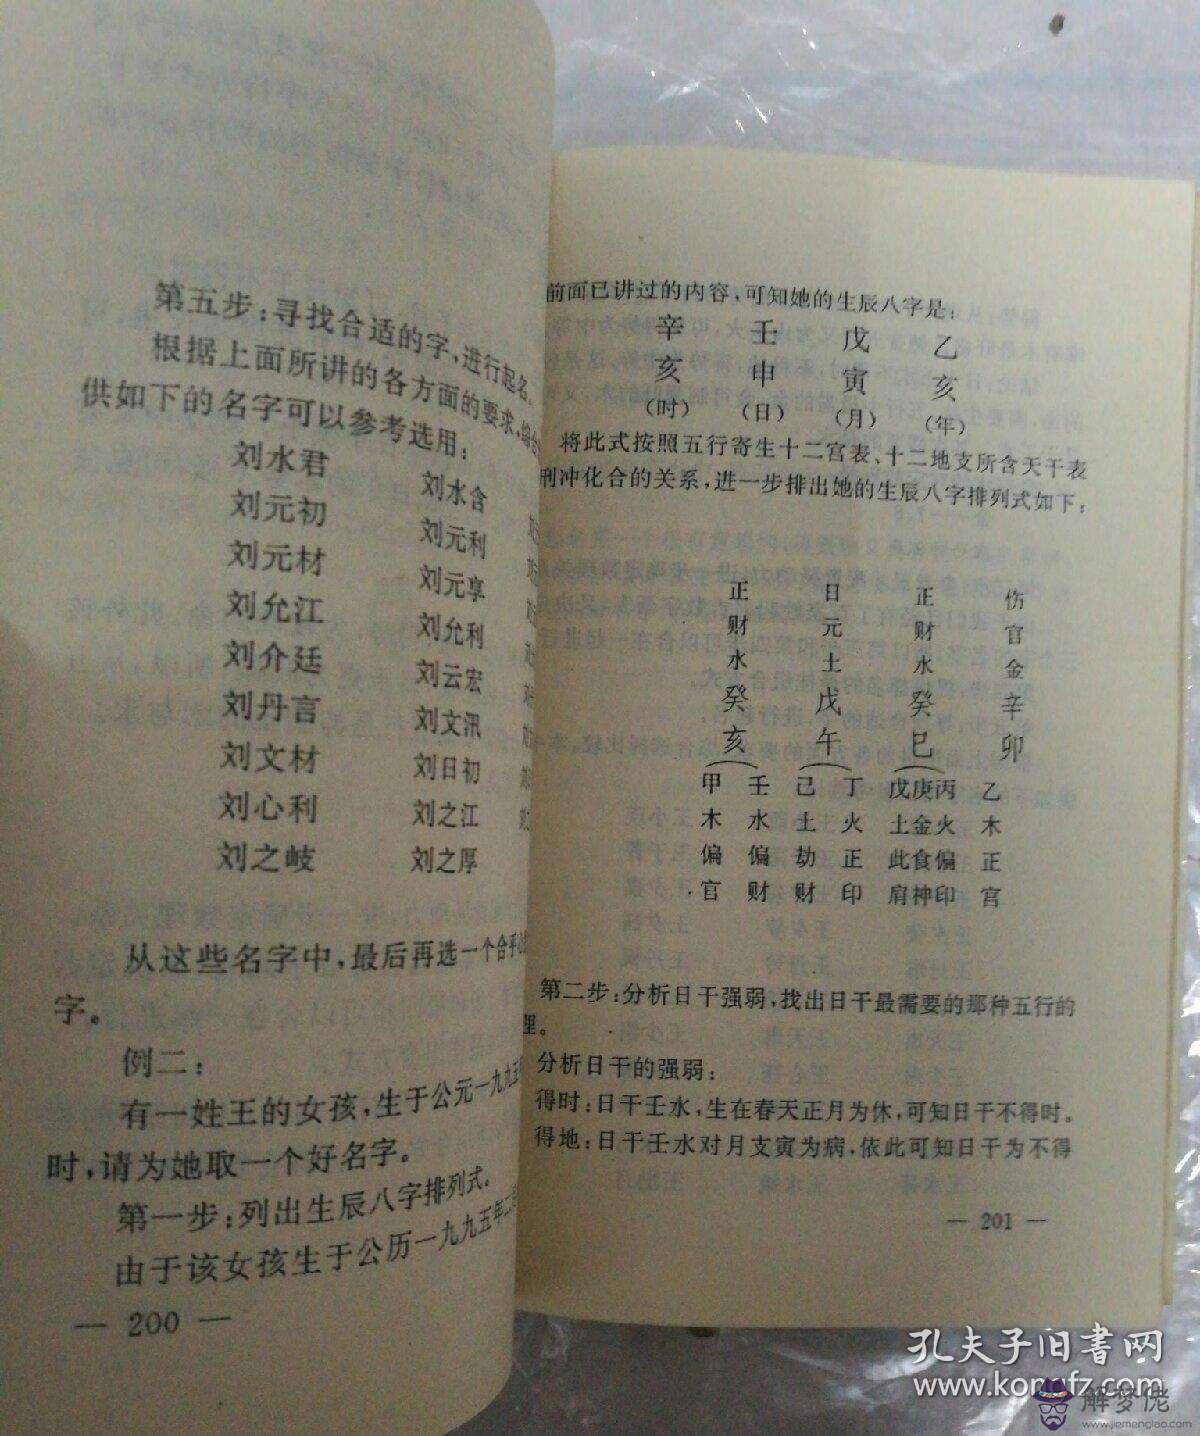 第五步:寻找合适的字,进行起名。
根据上面所讲的各方面的要求,
供如下的名字可以参考选用:
刘水君 刘水含
刘元初 刘元利
刘元材 刘元享
刘允江 刘允利
刘介廷 刘云宏
刘丹言 刘文汛
刘文材 刘日初
刘心利 刘之江
刘之岐 刘之厚
从这些名字中,最后再选一个合乎
字。
例二:
有一姓王的女孩,生于公元一九九五年
时,请为她取一个好名字。
第一步:列出生辰八字排列式。
由于该女孩生于公历一九九五年二
— 200 —
前面已讲过的内容,可知她的生辰八字是:
辛 壬 戊 乙
亥 申 寅 亥
(时) (日) (月) (年)
将此式按照五行寄生十二宫表、十二地支所含天干表
刑冲化合的关系,进一步排出她的生辰八字排列式如下:
正 日 正 伤
财 元 财 官
水 土 水 金
癸 戊 癸 辛
亥 午 巳 卯
甲 壬 己 丁 戊庚丙 乙
木 水 土 火 土金火 木
偏 偏 劫 正 此食偏 正
官 财 财 印 肩神印 官
第二步:分析日干强弱,找出日干最需要的那种五行的
理。
分析日干的强弱:
得时:日干壬水,生在春天正月为休,可知日干不得时。
得地:日干壬水对月支寅为病,依此可知日干为不得
— 201 —
孔夫子旧书网
www.kongfz.com
解梦佬
www.jiemenglao.com